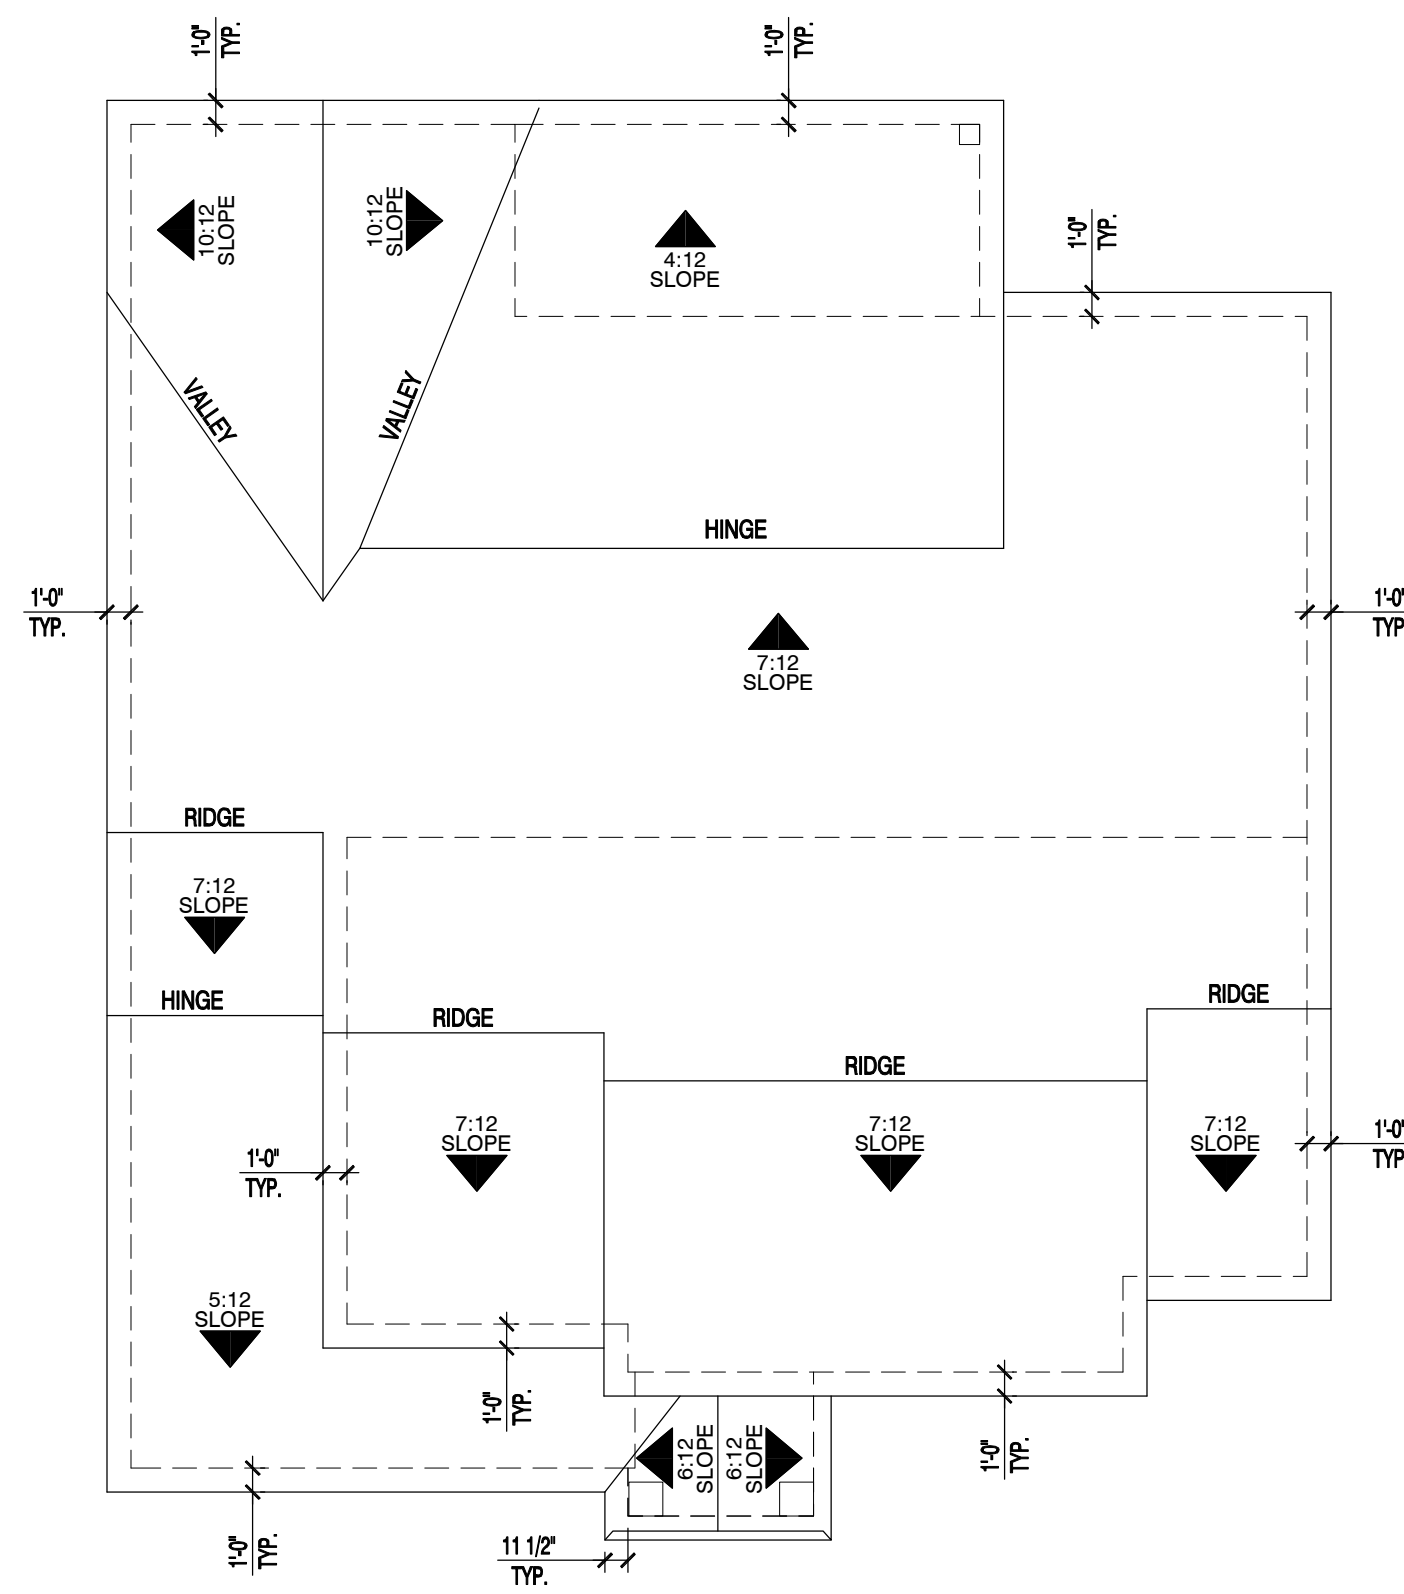 1'-0"
TYP.
1'-0"
TYP.
10:12
SLOPE
10:12
SLOPE
4:12
SLOPE
1'-0"
TYP.
VALLEY
VALLEY
HINGE
1'-0"
TYP.
1'-0"
TYP
7:12
SLOPE
RIDGE
7:12
SLOPE
HINGE
RIDGE
RIDGE
RIDGE
7:12
SLOPE
7:12
SLOPE
7:12
SLOPE
1'-0"
TYP.
1'-0"
TYP
5:12
SLOPE
1'-0"
TYP.
6:12
SLOPE
6:12
SLOPE
1'-0"
TYP.
1'-0"
TYP.
11 1/2"
TYP.